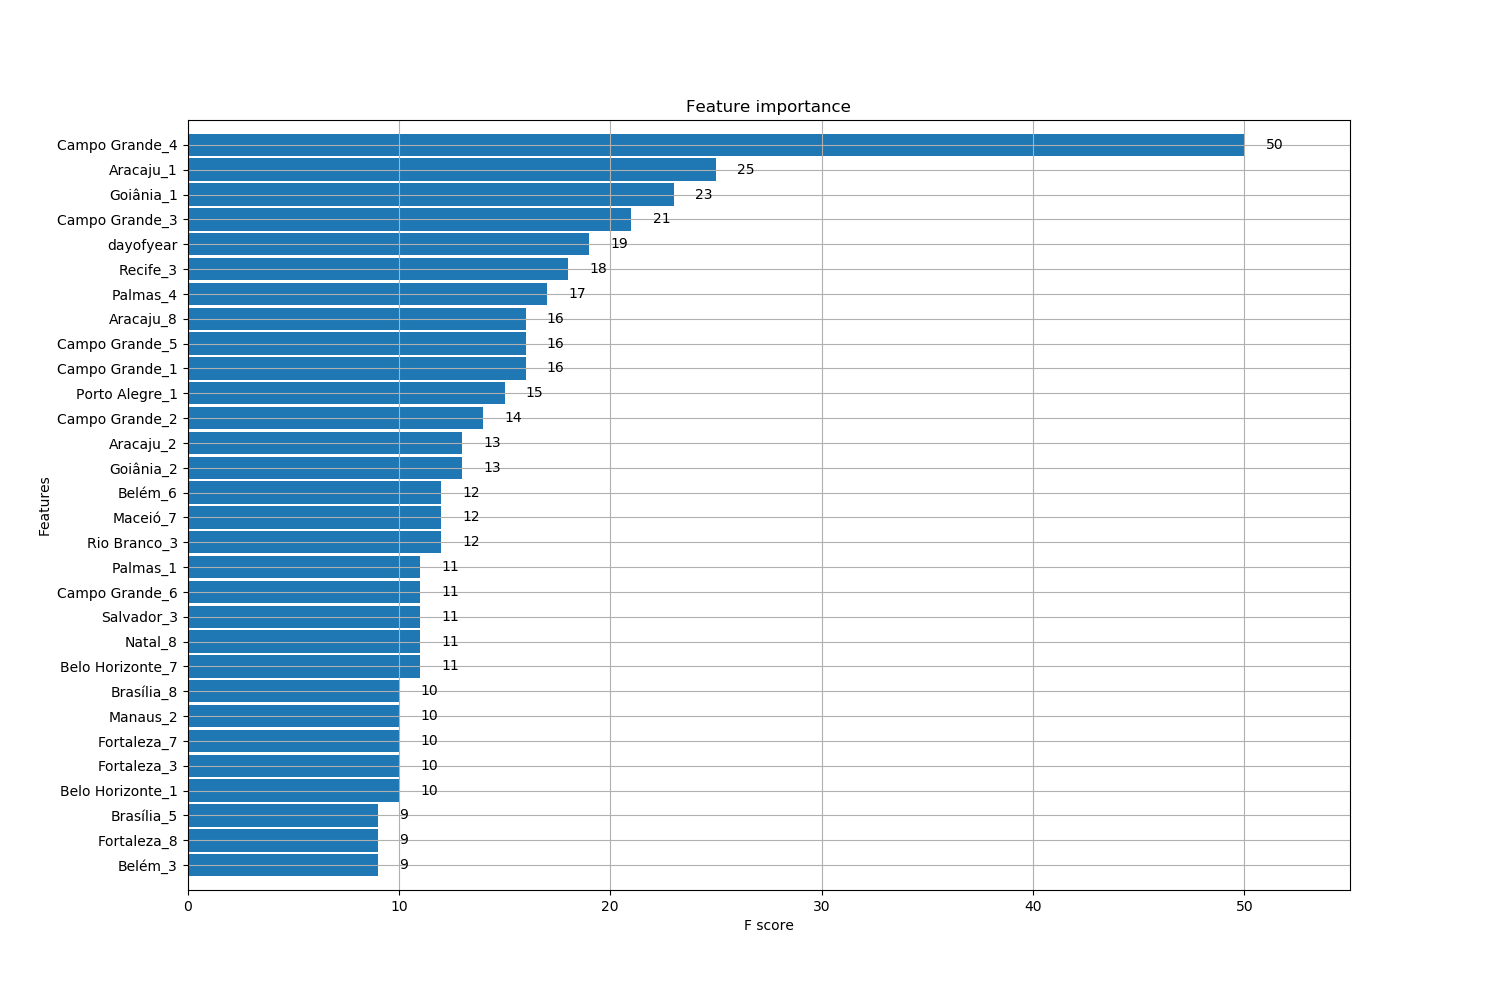 Feature importance
Campo Grande_4 50
Aracaju_1 25
Goiânia_1 23
Campo Grande_3 21
dayofyear 19
Recife_3 18
Palmas_4 17
Aracaju_8 16
Campo Grande_5 16
Campo Grande_1 16
Porto Alegre_1 15
Campo Grande_2 14
Aracaju_2 13
Goiânia_2 13
Belém_6 12
Maceió_7 12
Rio Branco_3 12
Palmas_1 11
Campo Grande_6 11
Salvador_3 11
Natal_8 11
Belo Horizonte_7 11
Brasília_8 10
Manaus_2 10
Fortaleza_7 10
Fortaleza_3 10
Belo Horizonte_1 10
Brasília_5 9
Fortaleza_8 9
Belém_3 9
Features
0 10 20 30 40 50
F score